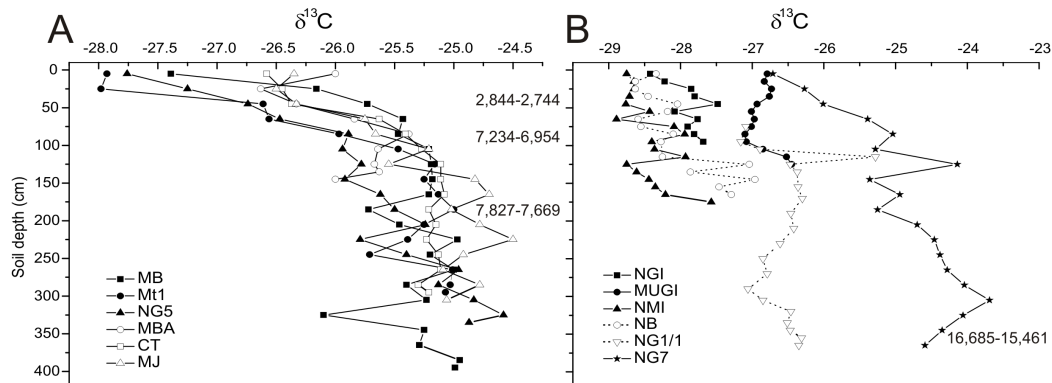 A
δ13C
-28.0 -27.5 -27.0 -26.5 -26.0 -25.5 -25.0 -24.5
Soil depth (cm)
0
50
100
150
200
250
300
350
400
2,844-2,744
7,234-6,954
7,827-7,669
MB
Mt1
NG5
MBA
CT
MJ
B
δ13C
-29 -28 -27 -26 -25 -24 -23
NGI
MUGI
NMI
NB
NG1/1
NG7
16,685-15,461